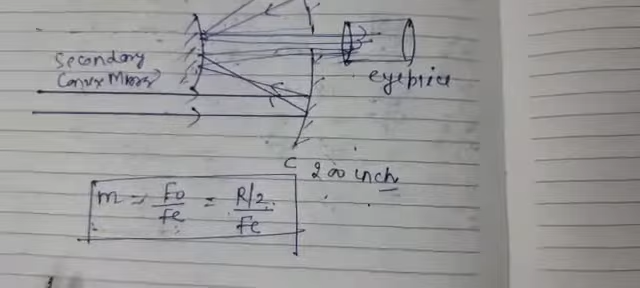 Secondary
Convex Mirror
eyepiece
C 200 inch
m = Fo/Fe = R/2/Fe